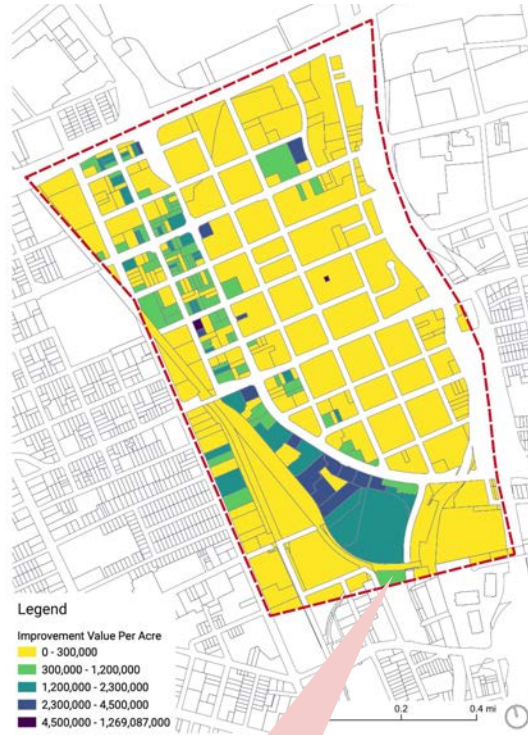 Legend
Improvement Value Per Acre
0 - 300,000
300,000 - 1,200,000
1,200,000 - 2,300,000
2,300,000 - 4,500,000
4,500,000 - 1,269,087,000
0.2
0.4 mi